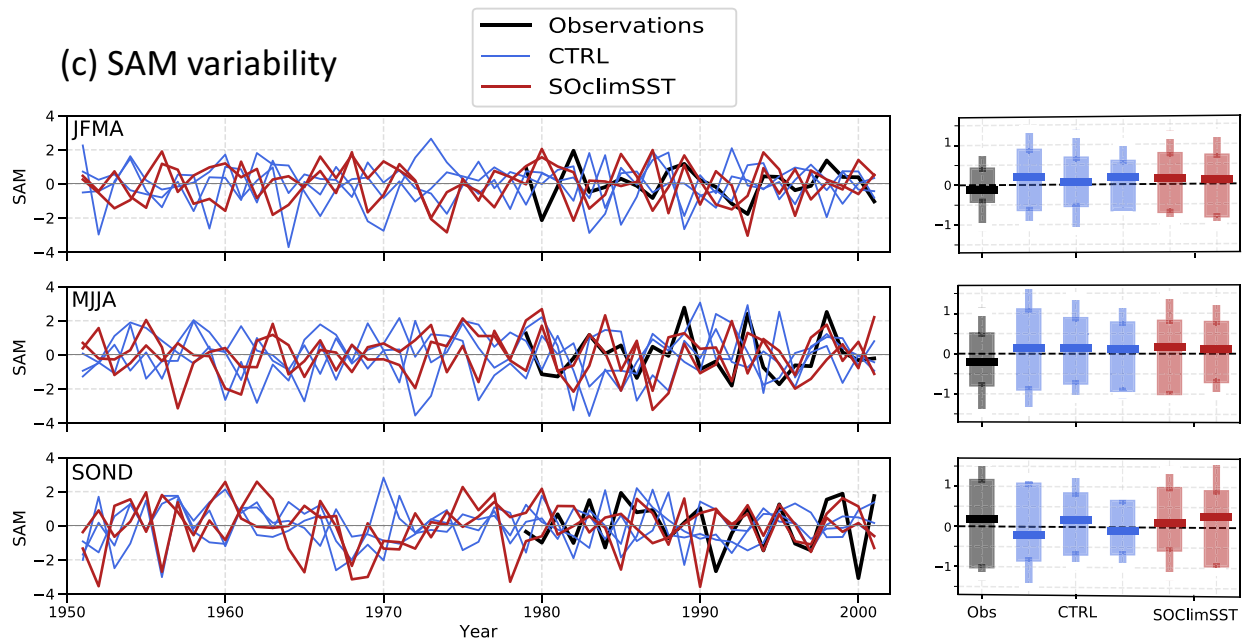 Observations
CTRL
SOclimSST
(c) SAM variability
JFMA
SAM
4
2
0
−2
−4
1
0
−1
MJJA
SAM
4
2
0
−2
−4
1
0
−1
SOND
SAM
4
2
0
−2
−4
1
0
−1
1950 1960 1970 1980 1990 2000
Year
Obs CTRL SOClimSST